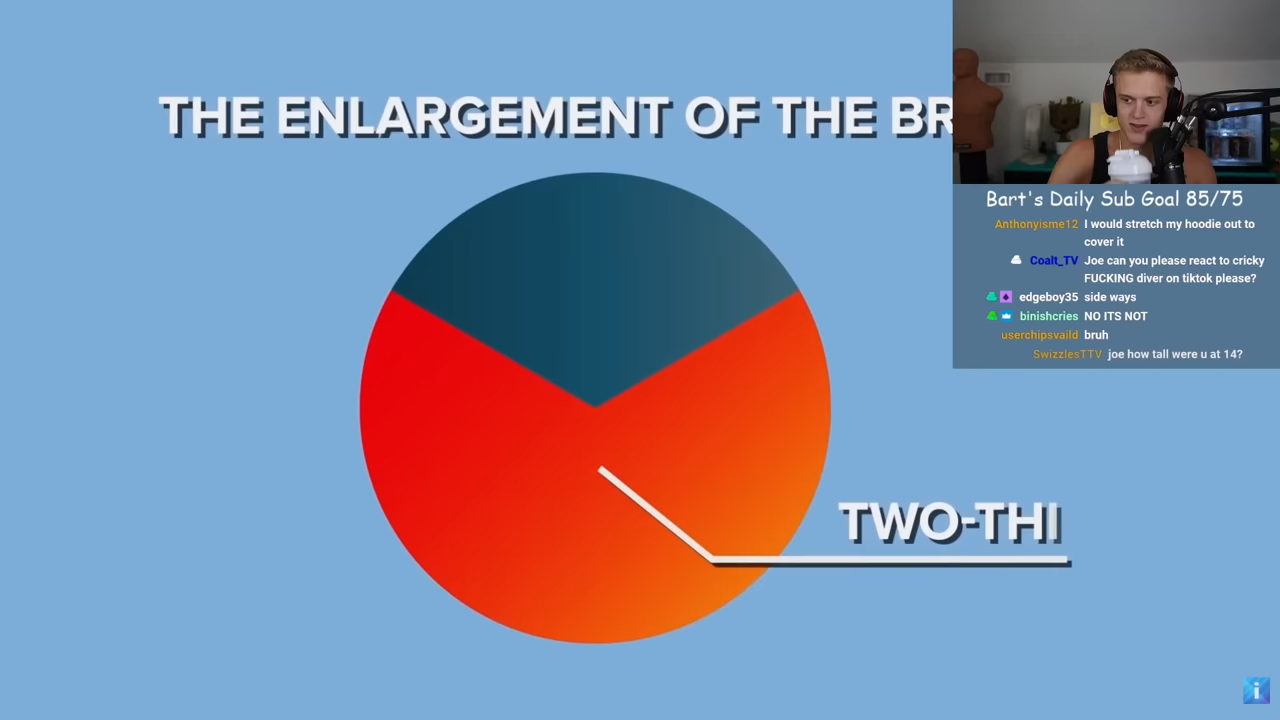 THE ENLARGEMENT OF THE BR
TWO-THI
Bart's Daily Sub Goal 85/75
Anthonyisme12 I would stretch my hoodie out to
cover it
Coalt_TV Joe can you please react to cricky
FUCKING diver on tiktok please?
edgeboy35 side ways
binishcries NO ITS NOT
userchipsvaild bruh
SwizzlesTTV joe how tall were u at 14?
i